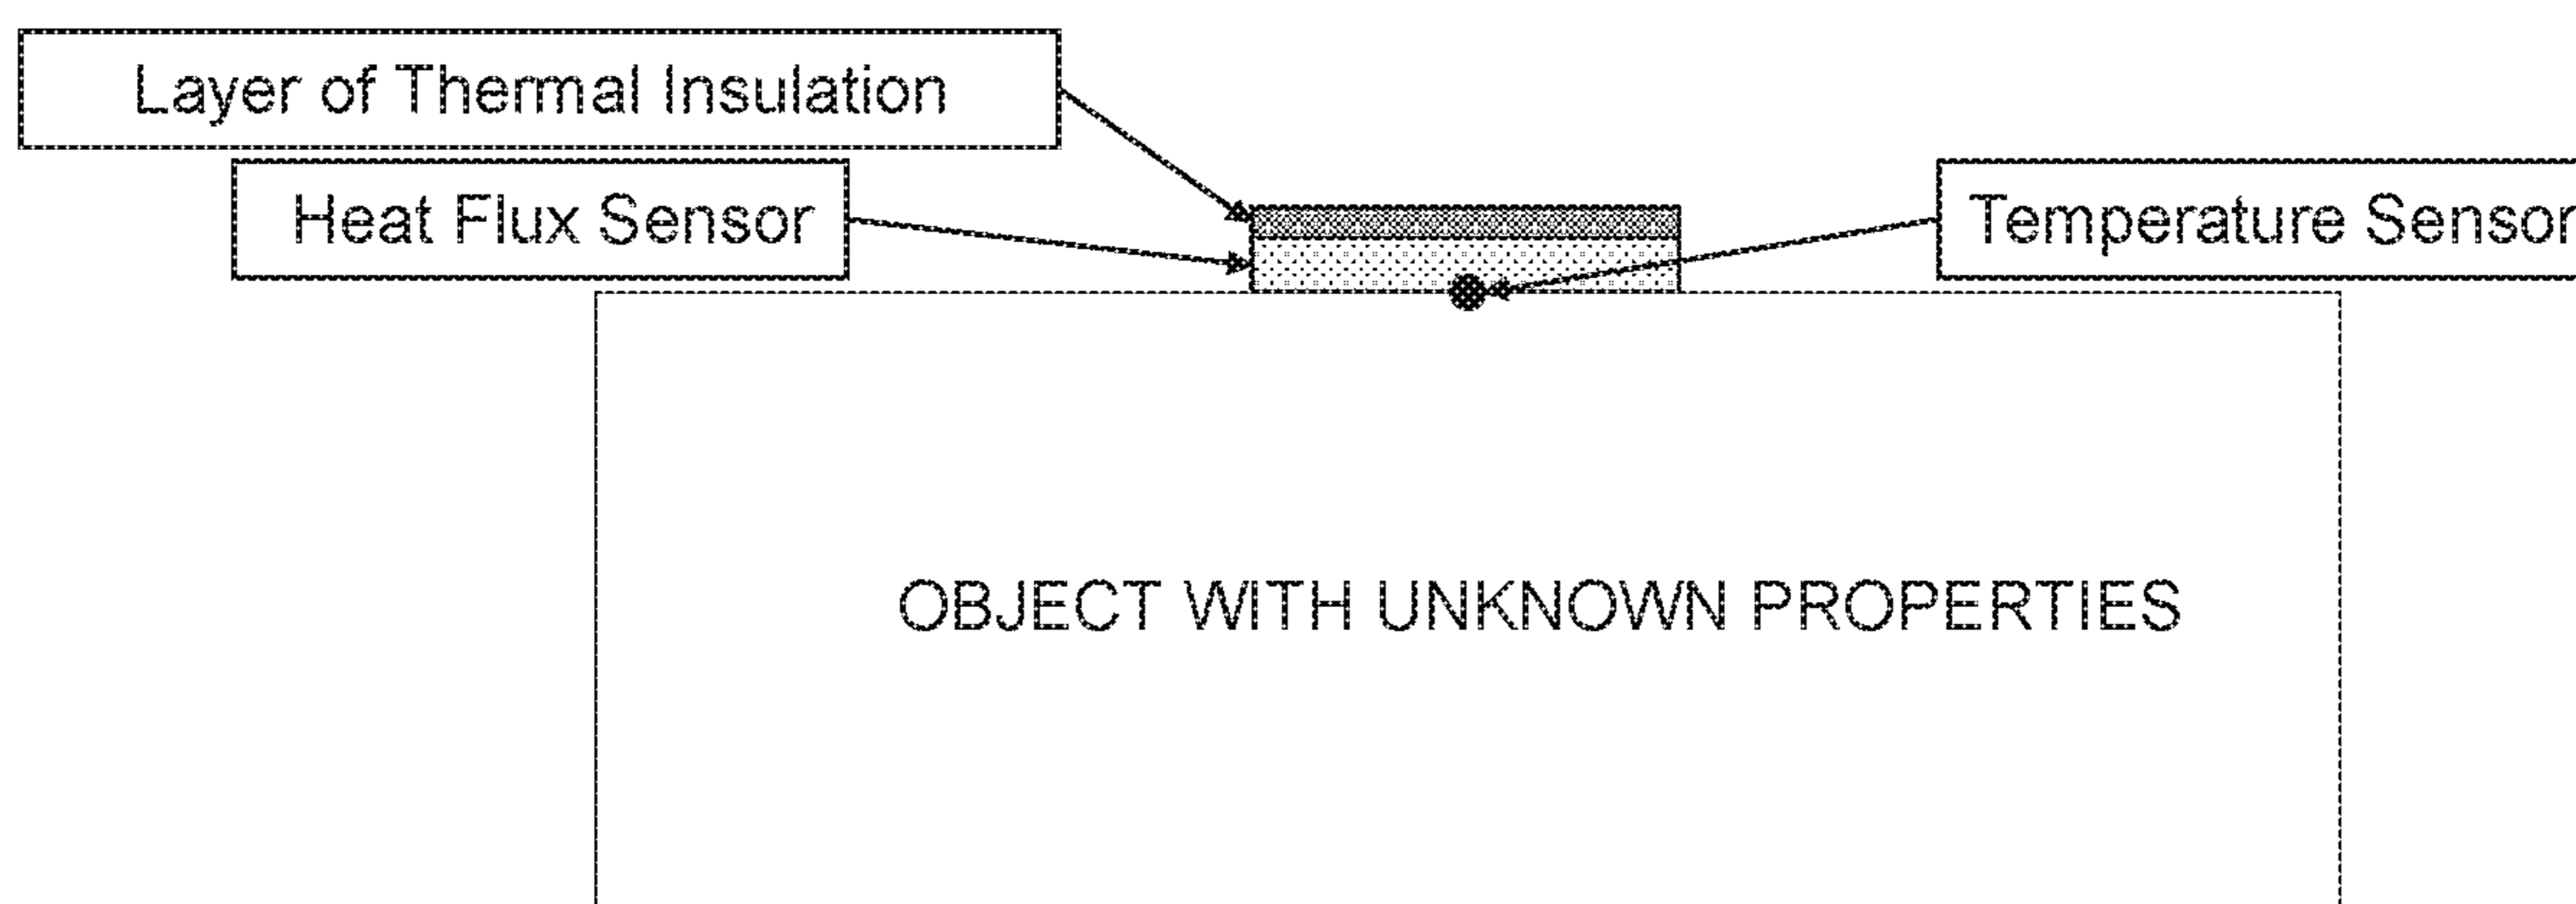 Layer of Thermal Insulation
Heat Flux Sensor
Temperature Sensor
OBJECT WITH UNKNOWN PROPERTIES